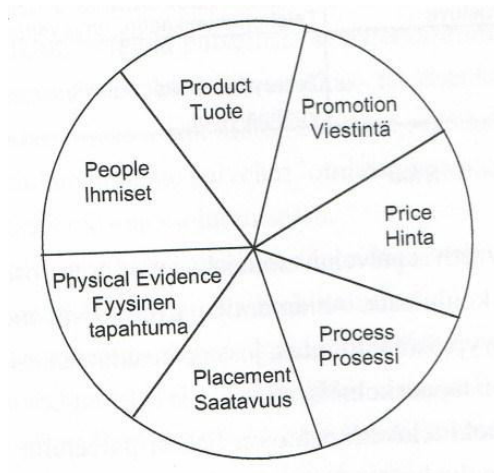 Product
Tuote
Promotion
Viestintä
Price
Hinta
Process
Prosessi
Placement
Saatavuus
Physical Evidence
Fyysinen
tapahtuma
People
Ihmiset